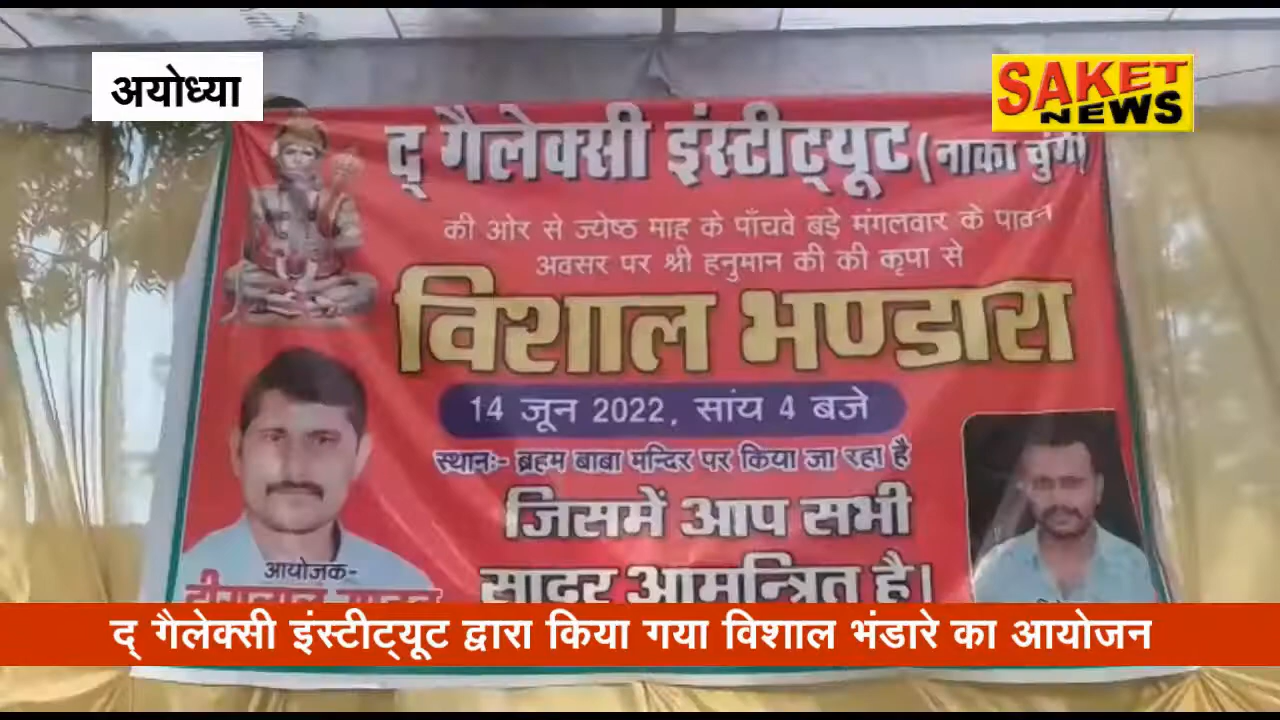 अयोध्या
SAKET
NEWS
द् गैलेक्सी इंस्टीट्यूट (नाका चुंगी)
की ओर से ज्येष्ठ माह के पाँचवे बड़े मंगलवार के पावन
अवसर पर श्री हनुमान की की कृपा से
विशाल भण्डारा
14 जून 2022, सांय 4 बजे
स्थानः- ब्रहम बाबा मन्दिर पर किया जा रहा है
जिसमें आप सभी
सादर आमन्त्रित है।
आयोजक-
द् गैलेक्सी इंस्टीट्यूट द्वारा किया गया विशाल भंडारे का आयोजन